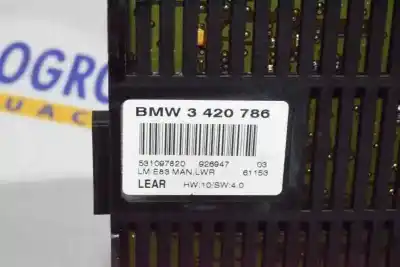 OGRO
UAC
BMW 3 420 786
531097820 926947 03
LM E83 MAN.LWR 61153
LEAR HW:10/SW:4.0